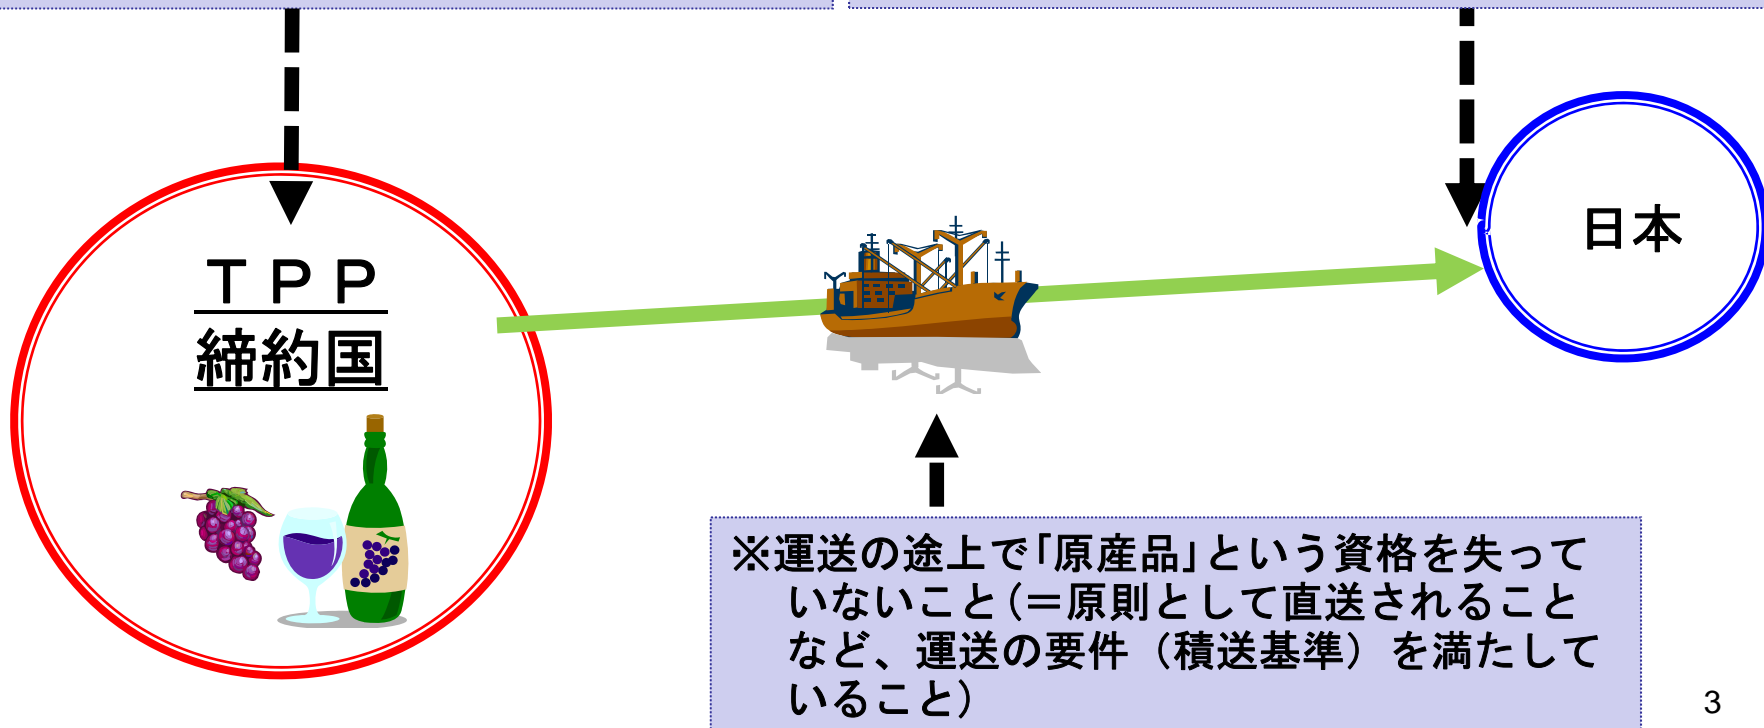 ＴＰＰ
締約国
日本
※運送の途上で「原産品」という資格を失って
いないこと（＝原則として直送されること
など、運送の要件（積送基準）を満たして
いること）
3